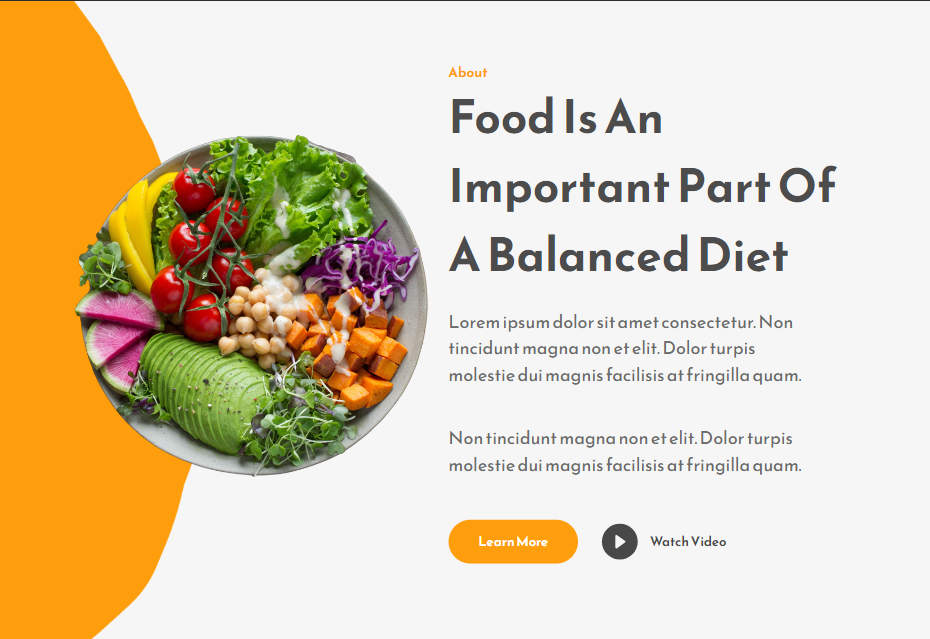 About
Food Is An
Important Part Of
A Balanced Diet
Lorem ipsum dolor sit amet consectetur. Non
tincidunt magna non et elit. Dolor turpis
molestie dui magnis facilisis at fringilla quam.
Non tincidunt magna non et elit. Dolor turpis
molestie dui magnis facilisis at fringilla quam.
Learn More
Watch Video